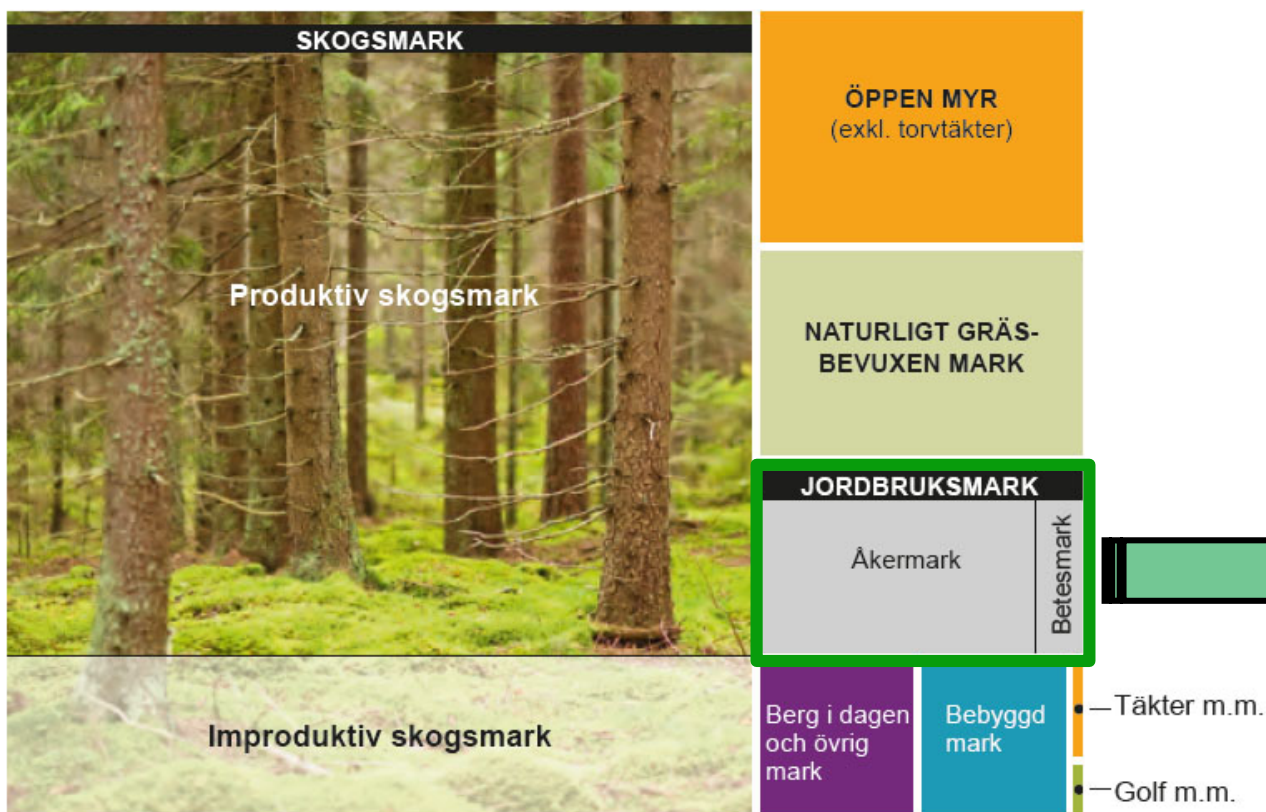 SKOGSMARK
Produktiv skogsmark
Improduktiv skogsmark
ÖPPEN MYR
(exkl. torvtäkter)
NATURLIGT GRÄS-
BEVUXEN MARK
JORDBRUKSMARK
Åkermark
Betesmark
Berg i dagen
och övrig
mark
Bebyggd
mark
Täkter m.m.
Golf m.m.